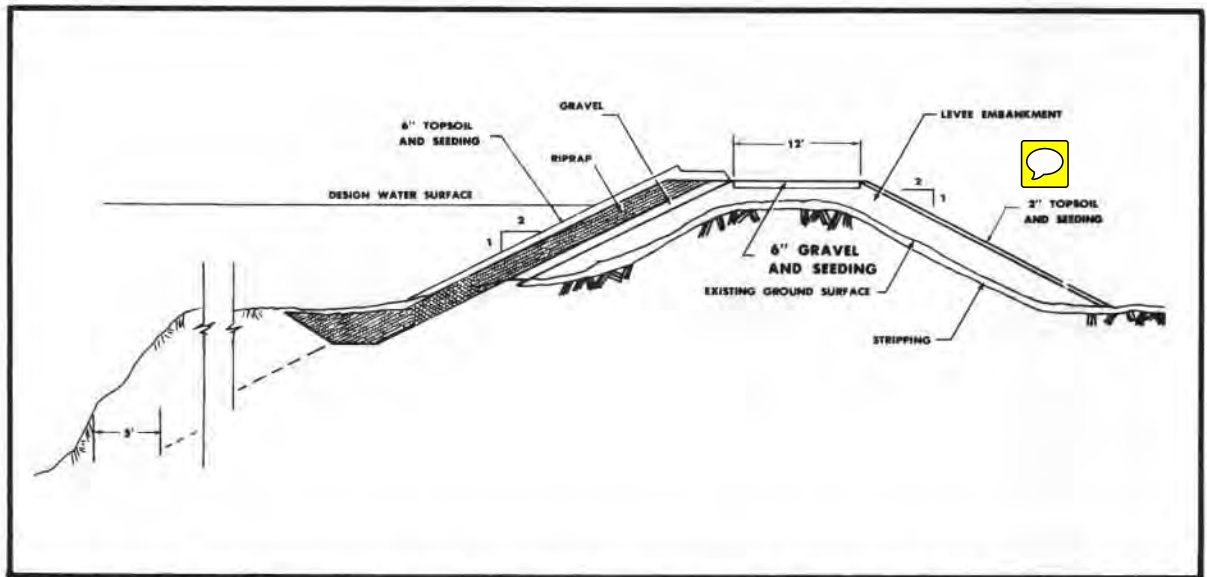 GRAVEL
6" TOPSOIL
AND SEEDING
LEVEE EMBANKMENT
12'
RIPRAP
DESIGN WATER SURFACE
2
1
2
1
2" TOPSOIL
AND SEEDING
6" GRAVEL
AND SEEDING
EXISTING GROUND SURFACE
STRIPPING
5'